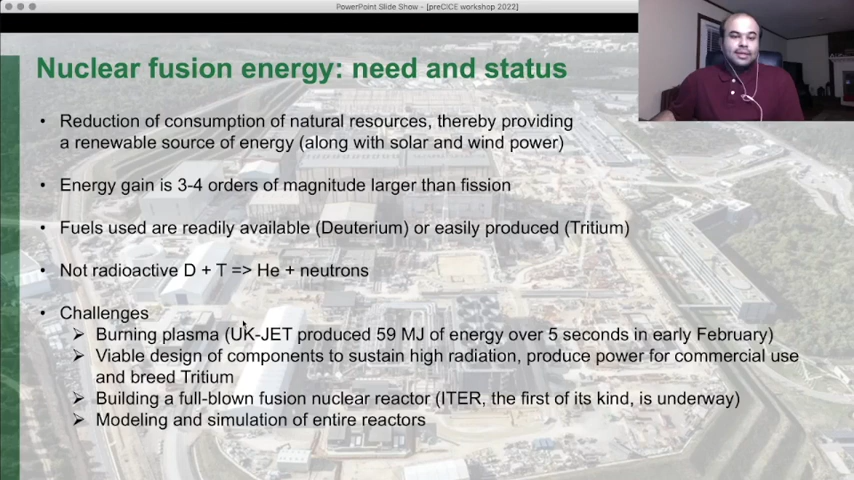 PowerPoint Slide Show - [preCICE workshop 2022]
Nuclear fusion energy: need and status
• Reduction of consumption of natural resources, thereby providing
a renewable source of energy (along with solar and wind power)
• Energy gain is 3-4 orders of magnitude larger than fission
• Fuels used are readily available (Deuterium) or easily produced (Tritium)
• Not radioactive D + T => He + neutrons
• Challenges
➢ Burning plasma (UK-JET produced 59 MJ of energy over 5 seconds in early February)
➢ Viable design of components to sustain high radiation, produce power for commercial use
and breed Tritium
➢ Building a full-blown fusion nuclear reactor (ITER, the first of its kind, is underway)
➢ Modeling and simulation of entire reactors